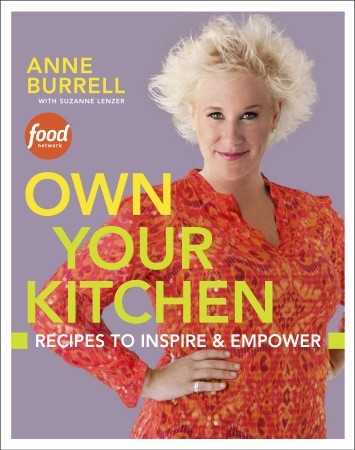 ANNE
BURRELL
WITH SUZANNE LENZER
food
network
OWN
YOUR
KITCHEN
RECIPES TO INSPIRE & EMPOWER